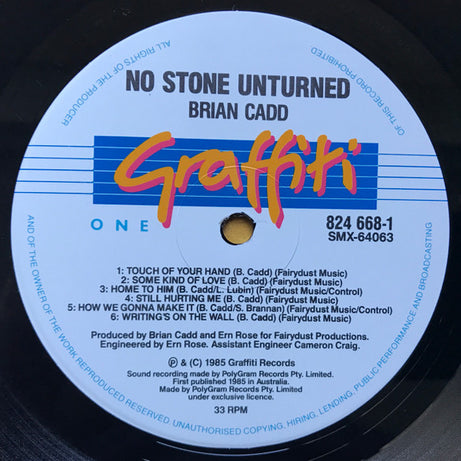 NO STONE UNTURNED
BRIAN CADD
Graffiti
ONE
824 668-1
SMX-64063
1: TOUCH OF YOUR HAND (B. Cadd) (Fairydust Music)
2: SOME KIND OF LOVE (B. Cadd) (Fairydust Music)
3: HOME TO HIM (B. Cadd/L. Lubin) (Fairydust Music/Control)
4: STILL HURTING ME (B. Cadd) (Fairydust Music)
5: HOW WE GONNA MAKE IT (B. Cadd/S. Brannan) (Fairydust Music/Control)
6: WRITINGS ON THE WALL (B. Cadd) (Fairydust Music)
Produced by Brian Cadd and Ern Rose for Fairydust Productions.
Engineered by Ern Rose. Assistant Engineer Cameron Craig.
℗ & (C) 1985 Graffiti Records
Sound recording made by PolyGram Records Pty. Limited.
First published 1985 in Australia.
Made by PolyGram Records Pty. Limited
under exclusive licence.
33 RPM
ALL RIGHTS OF THE PRODUCER AND OF THE OWNER OF THE WORK REPRODUCED RESERVED. UNAUTHORISED COPYING, HIRING, LENDING, PUBLIC PERFORMANCE AND BROADCASTING OF THIS RECORD PROHIBITED